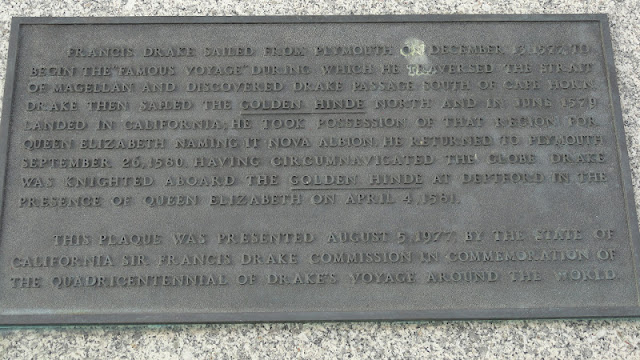 FRANCIS DRAKE SAILED FROM PLYMOUTH ON DECEMBER 13, 1577, TO
BEGIN THE "FAMOUS VOYAGE" DURING WHICH HE TRAVERSED THE STRAIT
OF MAGELLAN AND DISCOVERED DRAKE PASSAGE SOUTH OF CAPE HORN.
DRAKE THEN SAILED THE GOLDEN HINDE NORTH AND IN JUNE 1579
LANDED IN CALIFORNIA; HE TOOK POSSESSION OF THAT REGION FOR
QUEEN ELIZABETH NAMING IT NOVA ALBION. HE RETURNED TO PLYMOUTH
SEPTEMBER 26, 1580. HAVING CIRCUMNAVIGATED THE GLOBE DRAKE
WAS KNIGHTED ABOARD THE GOLDEN HINDE AT DEPTFORD IN THE
PRESENCE OF QUEEN ELIZABETH ON APRIL 4, 1581.
THIS PLAQUE WAS PRESENTED AUGUST 5, 1977, BY THE STATE OF
CALIFORNIA SIR FRANCIS DRAKE COMMISSION IN COMMEMORATION OF
THE QUADRICENTENNIAL OF DRAKE'S VOYAGE AROUND THE WORLD.